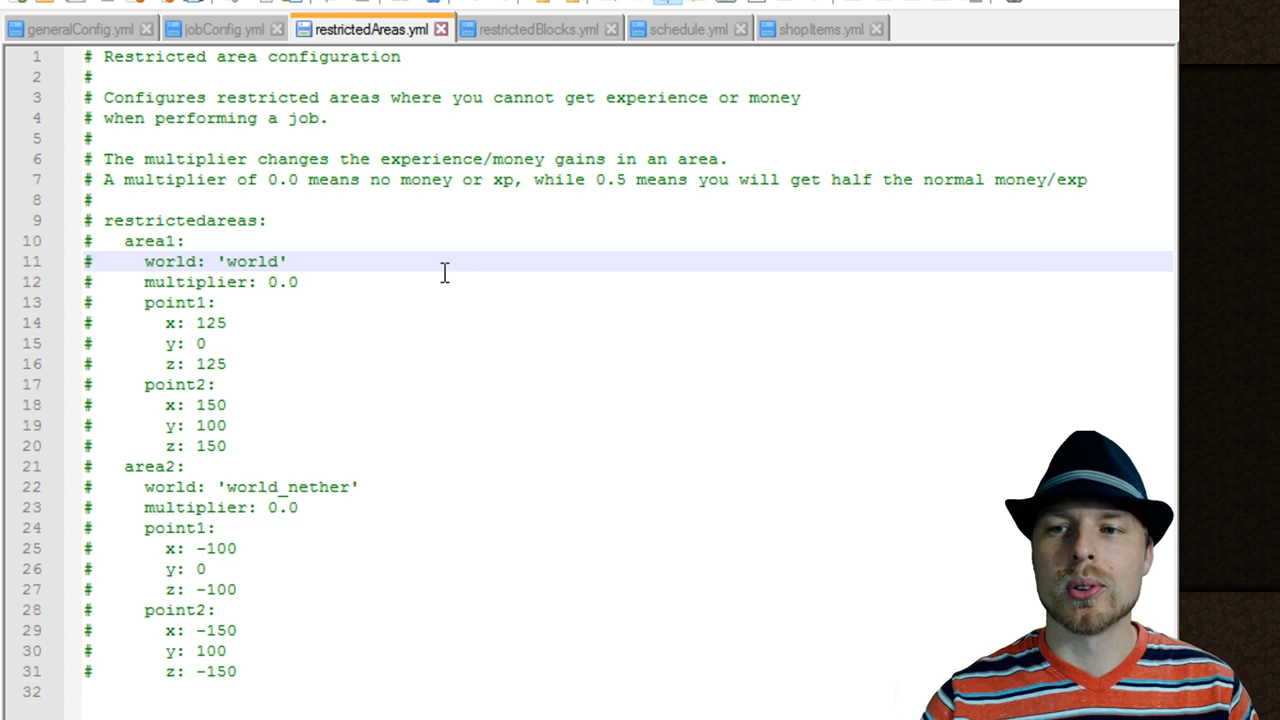 generalConfig.yml jobConfig.yml restrictedAreas.yml restrictedBlocks.yml schedule.yml shopItems.yml
1 # Restricted area configuration
2 #
3 # Configures restricted areas where you cannot get experience or money
4 # when performing a job.
5 #
6 # The multiplier changes the experience/money gains in an area.
7 # A multiplier of 0.0 means no money or xp, while 0.5 means you will get half the normal money/exp
8 #
9 # restrictedareas:
10 #   area1:
11 #     world: 'world'
12 #     multiplier: 0.0
13 #     point1:
14 #       x: 125
15 #       y: 0
16 #       z: 125
17 #     point2:
18 #       x: 150
19 #       y: 100
20 #       z: 150
21 #   area2:
22 #     world: 'world_nether'
23 #     multiplier: 0.0
24 #     point1:
25 #       x: -100
26 #       y: 0
27 #       z: -100
28 #     point2:
29 #       x: -150
30 #       y: 100
31 #       z: -150
32